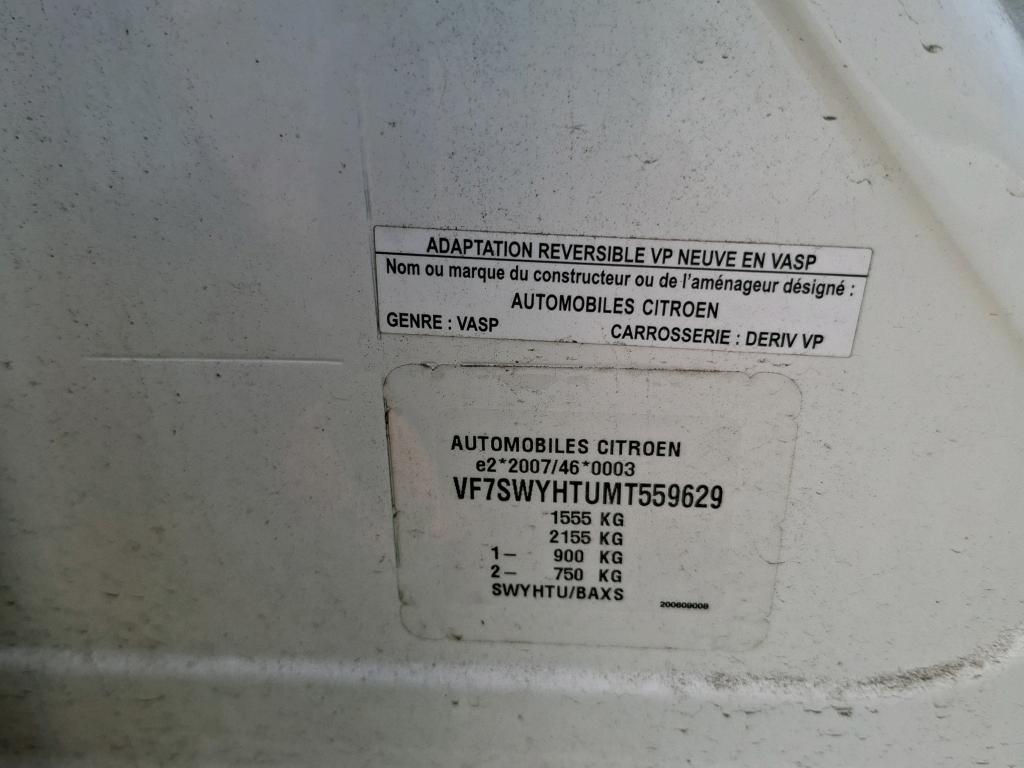 ADAPTATION REVERSIBLE VP NEUVE EN VASP
Nom ou marque du constructeur ou de l'aménageur désigné :
AUTOMOBILES CITROEN
GENRE : VASP CARROSSERIE : DERIV VP
AUTOMOBILES CITROEN
e2*2007/46*0003
VF7SWYHTUMT559629
1555 KG
2155 KG
1- 900 KG
2- 750 KG
SWYHTU/BAXS
200609008